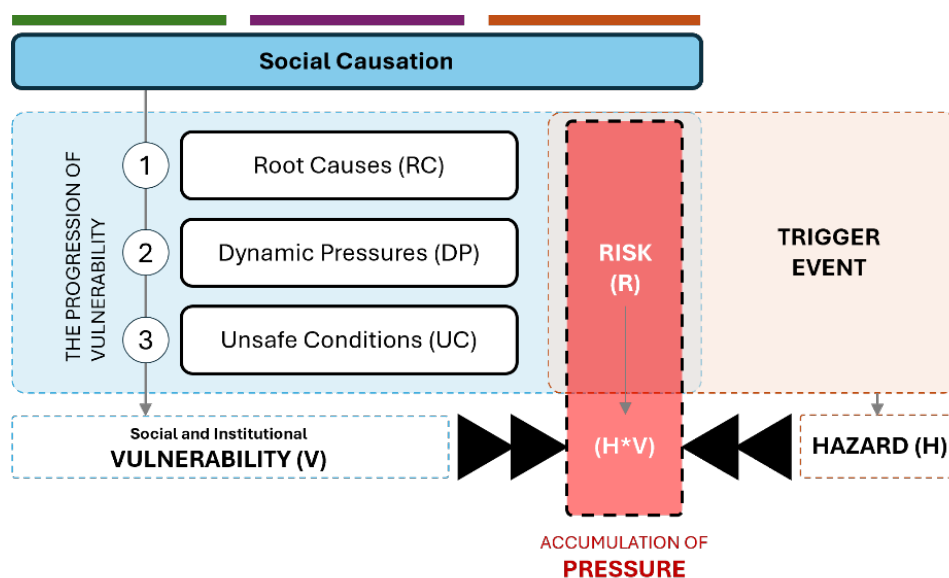 Social Causation
THE PROGRESSION OF
VULNERABILITY
1
Root Causes (RC)
2
Dynamic Pressures (DP)
3
Unsafe Conditions (UC)
RISK
(R)
TRIGGER
EVENT
Social and Institutional
VULNERABILITY (V)
(H*V)
HAZARD (H)
ACCUMULATION OF
PRESSURE